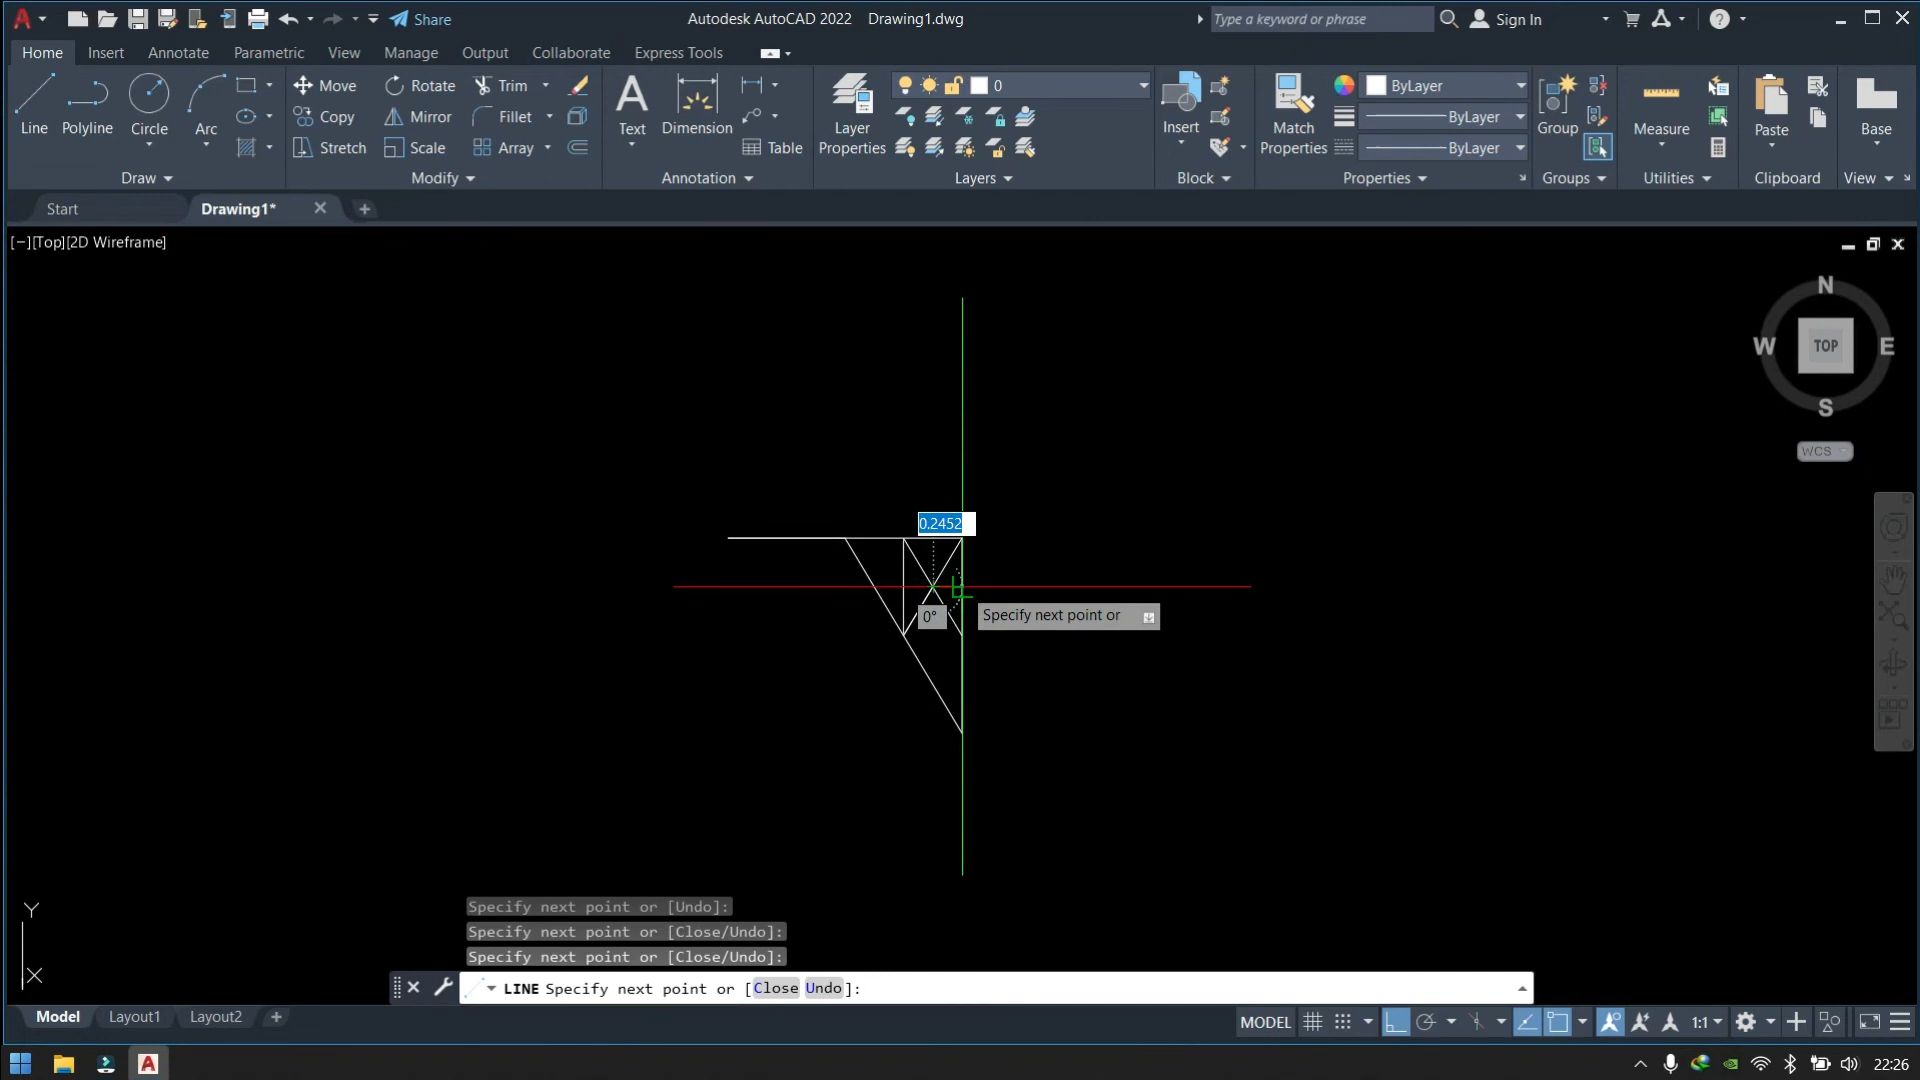 Share
Autodesk AutoCAD 2022 Drawing1.dwg
Type a keyword or phrase
Sign In
Home Insert Annotate Parametric View Manage Output Collaborate Express Tools
Line Polyline Circle Arc
Move Rotate Trim
Copy Mirror Fillet
Stretch Scale Array
Text Dimension Table
Layer Properties
0
Insert
Match Properties
ByLayer
ByLayer
ByLayer
Group
Measure
Paste
Base
Draw Modify Annotation Layers Block Properties Groups Utilities Clipboard View
Start Drawing1*
[−][Top][2D Wireframe]
N
W TOP E
S
WCS
0.2452
0°
Specify next point or
Y
X
Specify next point or [Undo]:
Specify next point or [Close/Undo]:
Specify next point or [Close/Undo]:
LINE Specify next point or [Close Undo]:
Model Layout1 Layout2
MODEL 1:1
22:26